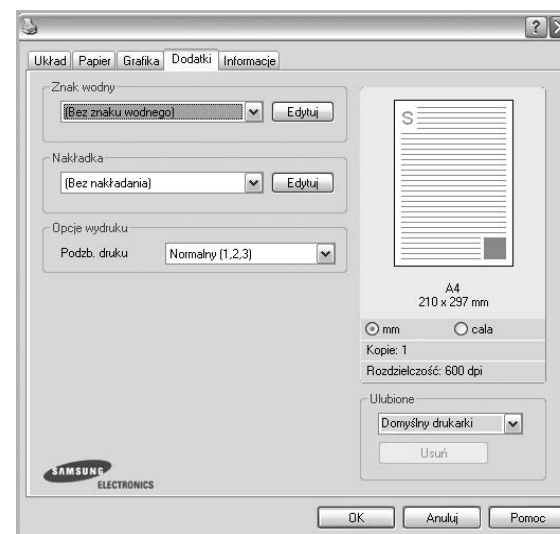 ?
Układ Papier Grafika Dodatki Informacje
Znak wodny
(Bez znaku wodnego) Edytuj
Nakładka
(Bez nakładania) Edytuj
Opcje wydruku
Podzb. druku Normalny (1,2,3)
S
A4
210 x 297 mm
mm cala
Kopie: 1
Rozdzielczość: 600 dpi
Ulubione
Domyślny drukarki
Usuń
SAMSUNG
ELECTRONICS
OK Anuluj Pomoc